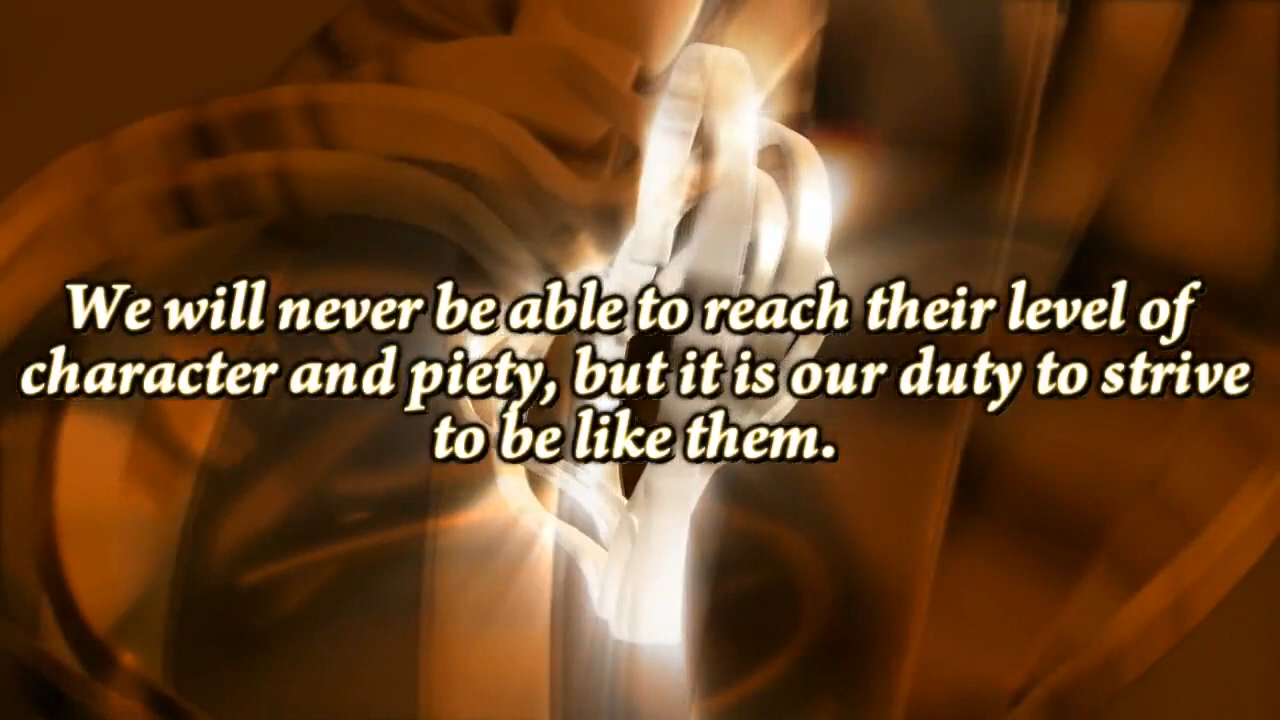 We will never be able to reach their level of
character and piety, but it is our duty to strive
to be like them.